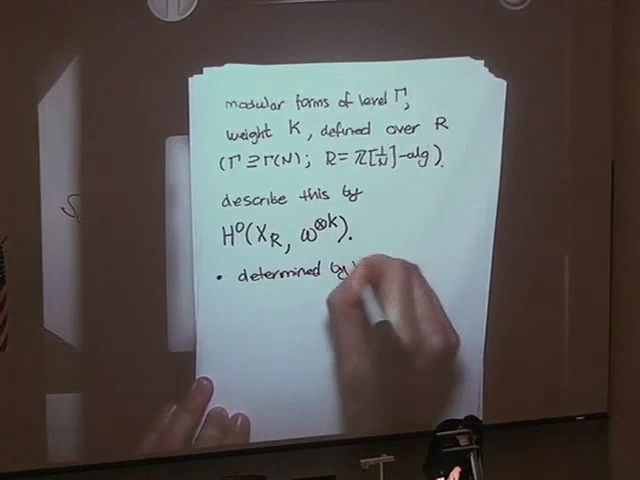 modular forms of level Γ,
weight K, defined over R
(Γ ⊇ Γ(N); R = ℤ[1/N]-alg).
describe this by
H⁰(X_R, ω^{⊗k}).
• determined by